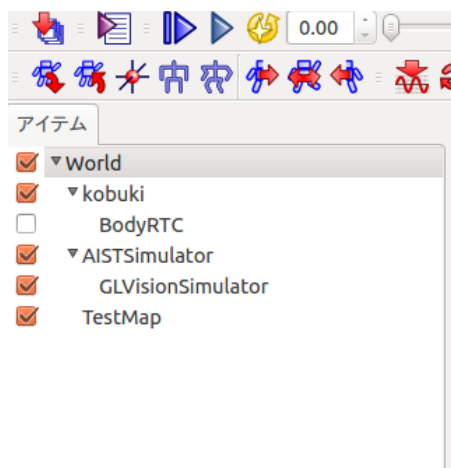 0.00
アイテム
World
kobuki
BodyRTC
AISTSimulator
GLVisionSimulator
TestMap